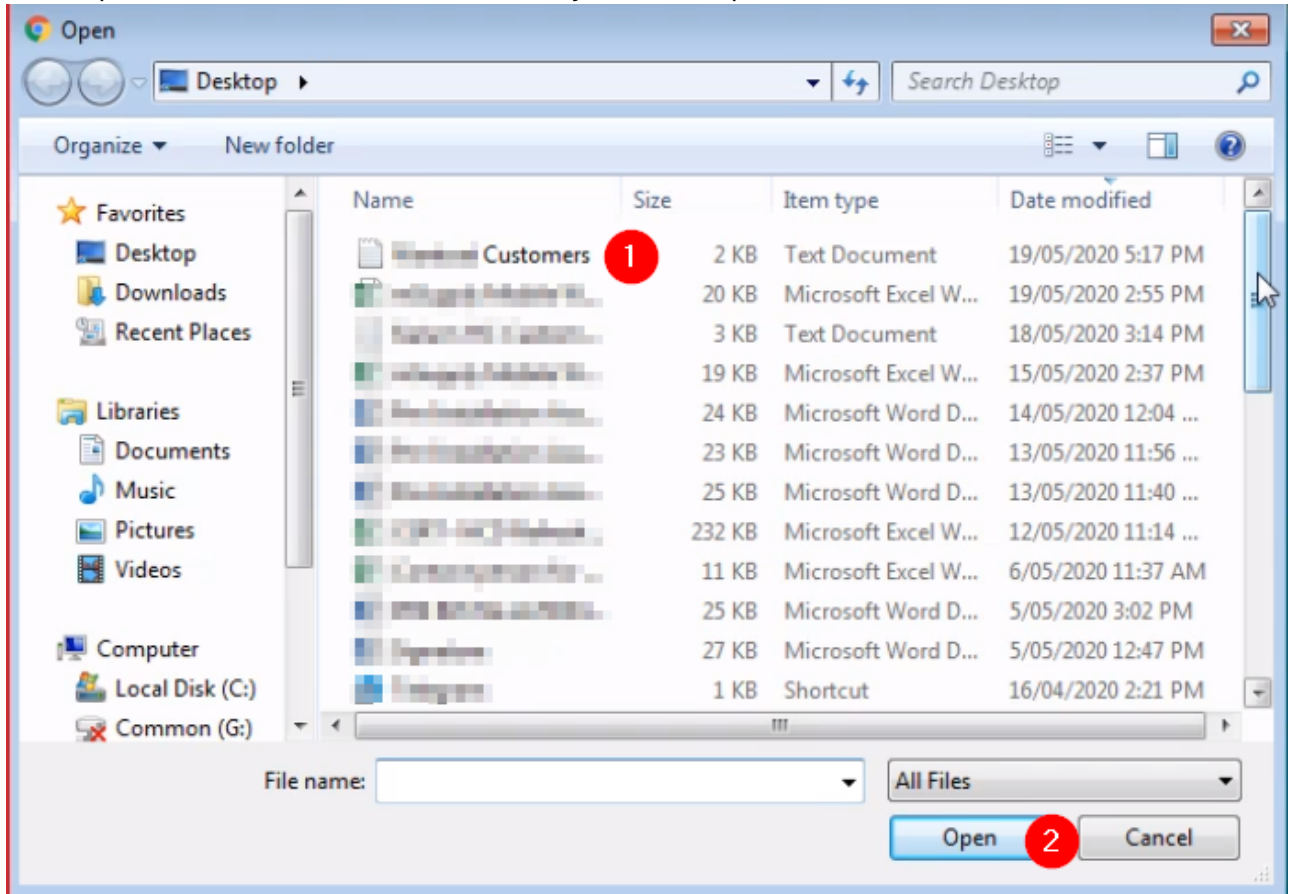 Open
Desktop
Search Desktop
Organize
New folder
Favorites
Desktop
Downloads
Recent Places
Libraries
Documents
Music
Pictures
Videos
Computer
Local Disk (C:)
Common (G:)
Name Size Item type Date modified
Customers 1 2 KB Text Document 19/05/2020 5:17 PM
20 KB Microsoft Excel W... 19/05/2020 2:55 PM
3 KB Text Document 18/05/2020 3:14 PM
19 KB Microsoft Excel W... 15/05/2020 2:37 PM
24 KB Microsoft Word D... 14/05/2020 12:04 ...
23 KB Microsoft Word D... 13/05/2020 11:56 ...
25 KB Microsoft Word D... 13/05/2020 11:40 ...
232 KB Microsoft Excel W... 12/05/2020 11:14 ...
11 KB Microsoft Excel W... 6/05/2020 11:37 AM
25 KB Microsoft Word D... 5/05/2020 3:02 PM
27 KB Microsoft Word D... 5/05/2020 12:47 PM
1 KB Shortcut 16/04/2020 2:21 PM
File name:
All Files
Open 2 Cancel